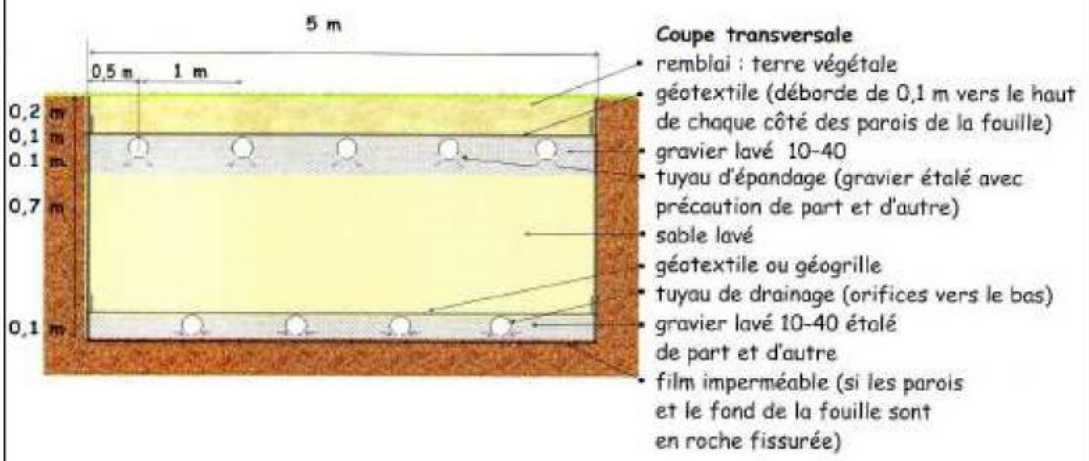 5 m
0,5 m
1 m
0,2 m
0,1 m
0.1 m
0,7 m
0,1 m
Coupe transversale
• remblai : terre végétale
• géotextile (déborde de 0,1 m vers le haut
de chaque côté des parois de la fouille)
• gravier lavé 10-40
• tuyau d'épandage (gravier étalé avec
précaution de part et d'autre)
• sable lavé
• géotextile ou géogrille
• tuyau de drainage (orifices vers le bas)
• gravier lavé 10-40 étalé
de part et d'autre
• film imperméable (si les parois
et le fond de la fouille sont
en roche fissurée)